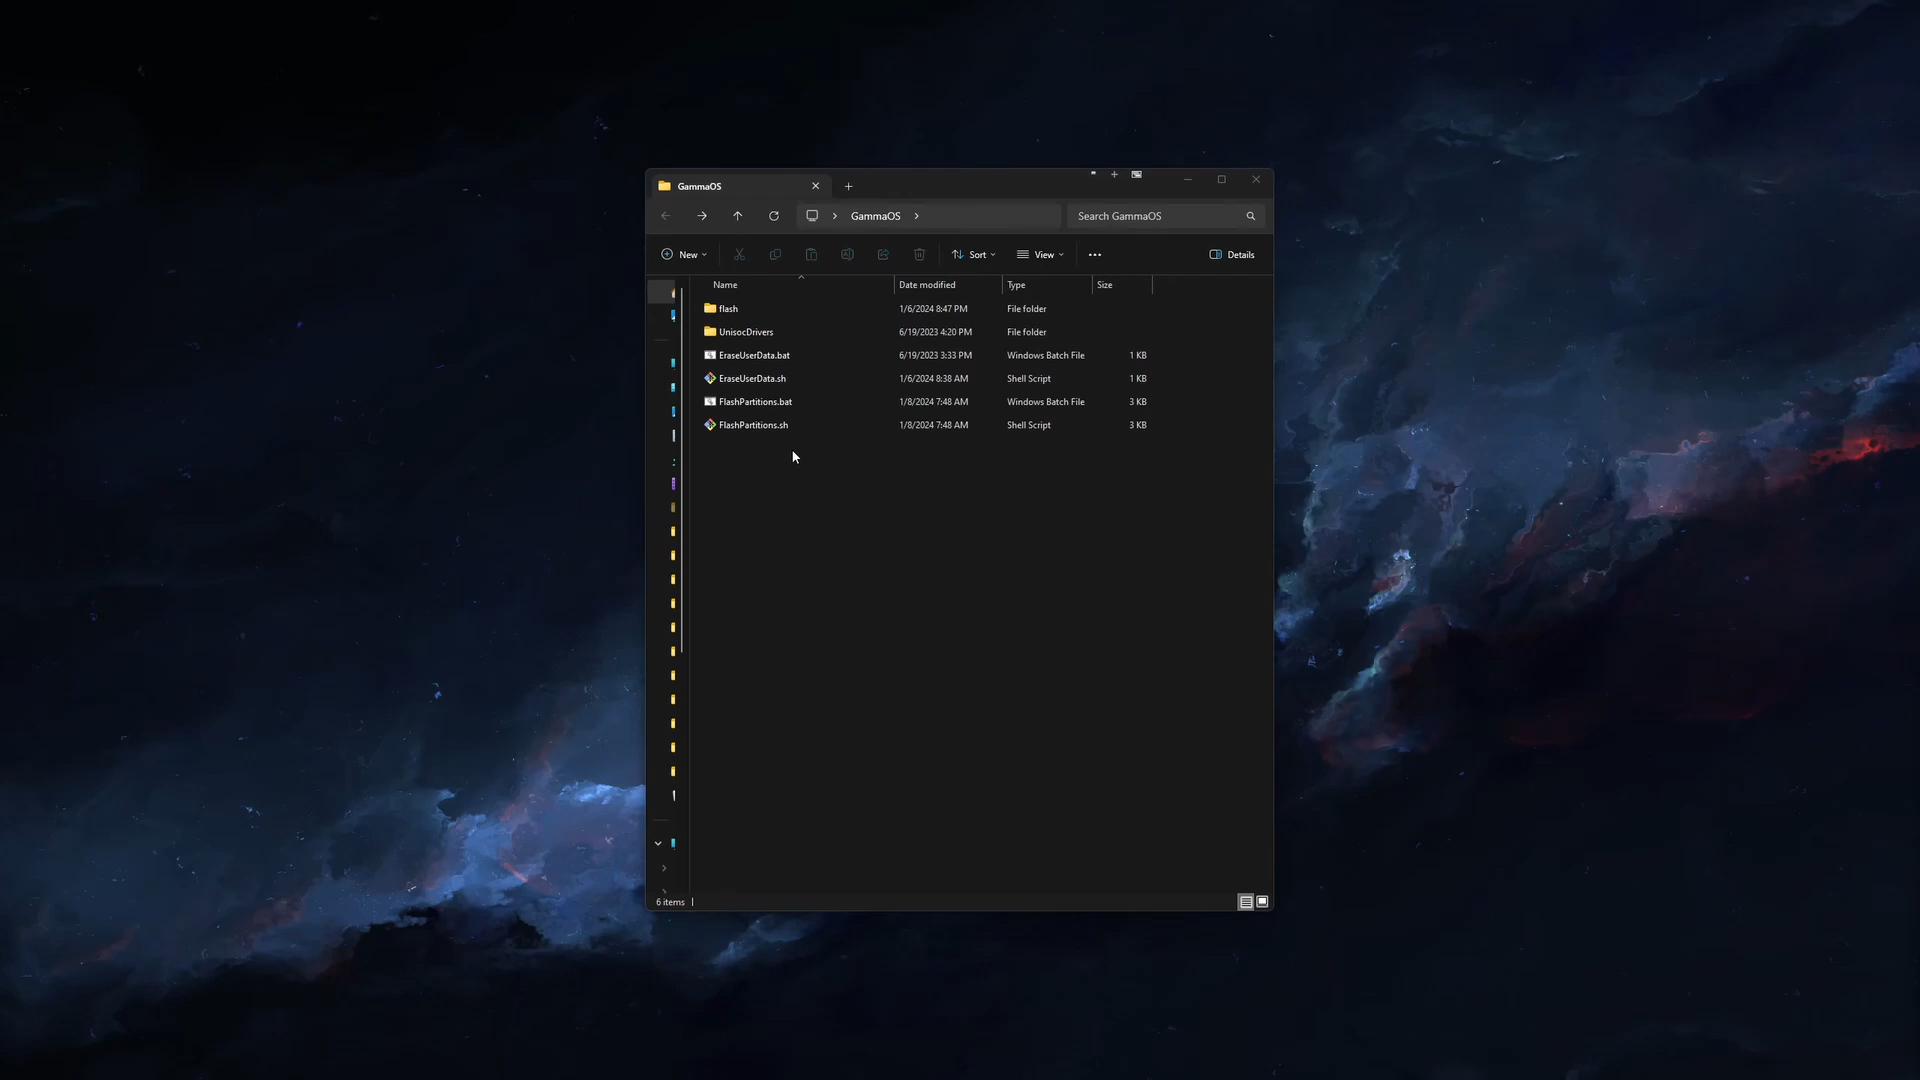 GammaOS
GammaOS
Search GammaOS
New
Sort
View
Details
Name Date modified Type Size
flash 1/6/2024 8:47 PM File folder
UnisocDrivers 6/19/2023 4:20 PM File folder
EraseUserData.bat 6/19/2023 3:33 PM Windows Batch File 1 KB
EraseUserData.sh 1/6/2024 8:38 AM Shell Script 1 KB
FlashPartitions.bat 1/8/2024 7:48 AM Windows Batch File 3 KB
FlashPartitions.sh 1/8/2024 7:48 AM Shell Script 3 KB
6 items